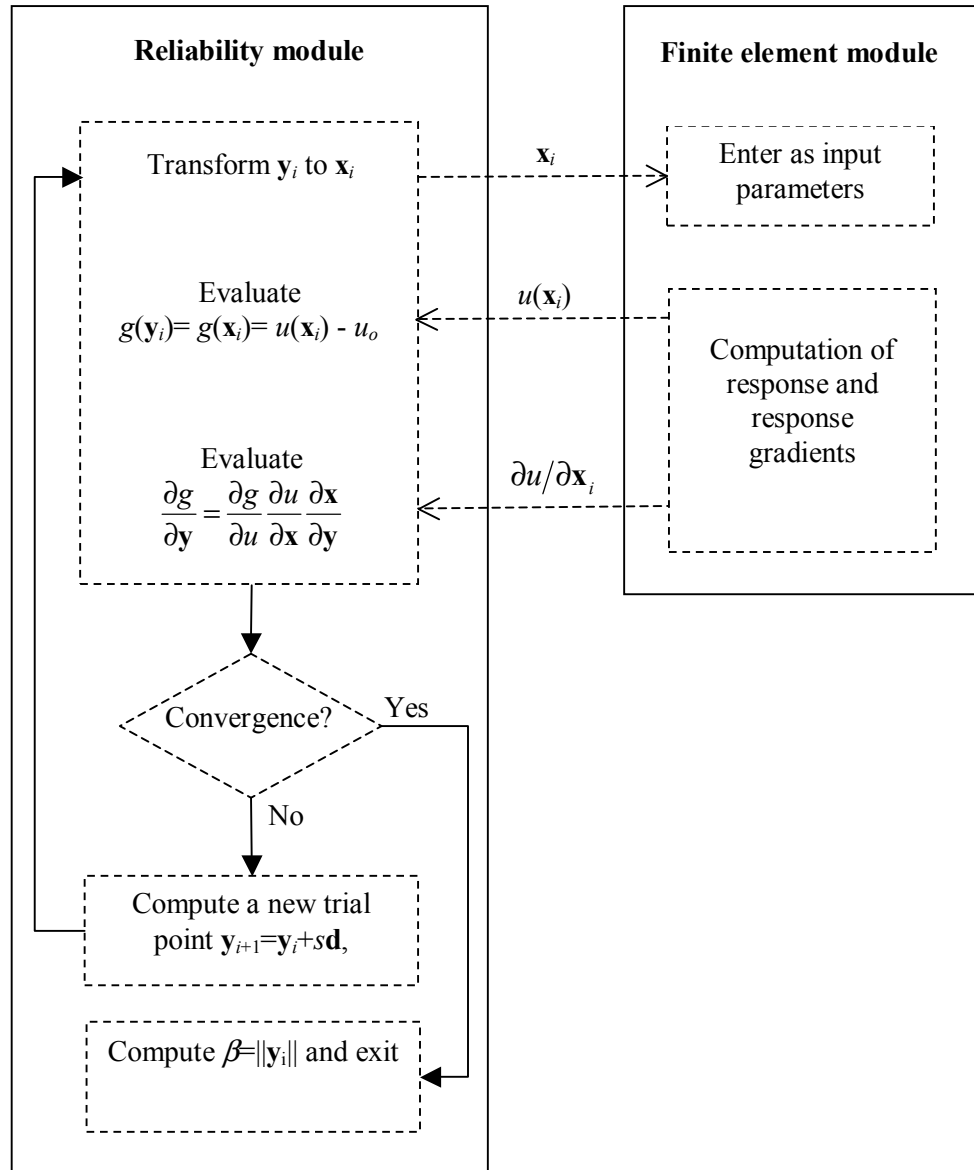 Reliability module
Transform yᵢ to xᵢ
Evaluate
g(yᵢ)= g(xᵢ)= u(xᵢ) - uₒ
Evaluate
∂g/∂y = ∂g/∂u ∂u/∂x ∂x/∂y
Convergence?
Yes
No
Compute a new trial
point yᵢ₊₁=yᵢ+sd,
Compute β=||yᵢ|| and exit
xᵢ
u(xᵢ)
∂u/∂xᵢ
Finite element module
Enter as input
parameters
Computation of
response and
response
gradients